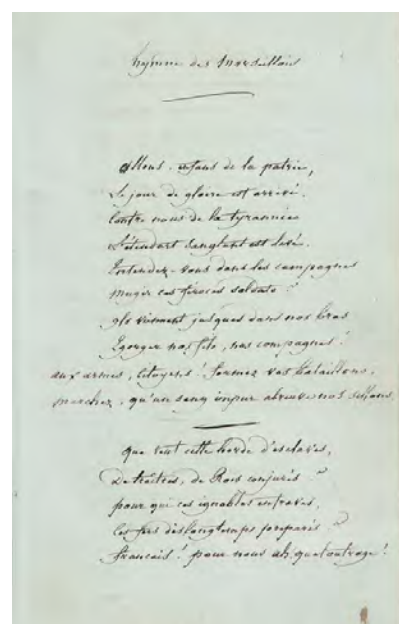 hymne des Marseillais
allons, enfans de la patrie,
Le jour de gloire est arrivé.
Contre nous de la tyrannie
L'étendart sanglant est levé.
Entendez-vous dans les campagnes
mugir ces féroces soldats ?
ils viennent jusques dans nos bras
Egorger nos fils, nos compagnes !
aux armes, citoyens ! formez vos bataillons,
marchez, qu'un sang impur abreuve nos sillons.
que veut cette horde d'esclaves,
De traitres, de Rois conjurés ?
pour qui ces ignobles entraves,
Ces fers dès longtemps préparés ?
français ! pour nous ah, quel outrage !